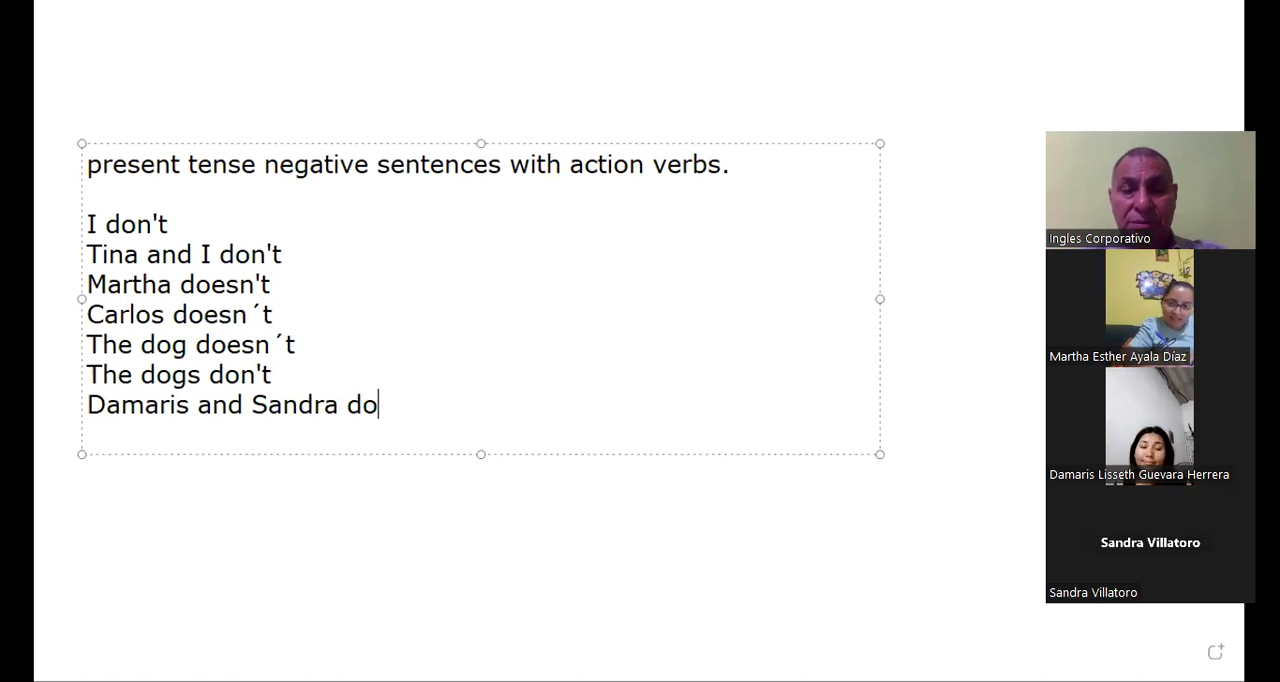 present tense negative sentences with action verbs.
I don't
Tina and I don't
Martha doesn't
Carlos doesn´t
The dog doesn´t
The dogs don't
Damaris and Sandra do
Ingles Corporativo
Martha Esther Ayala Díaz
Damaris Lisseth Guevara Herrera
Sandra Villatoro
Sandra Villatoro